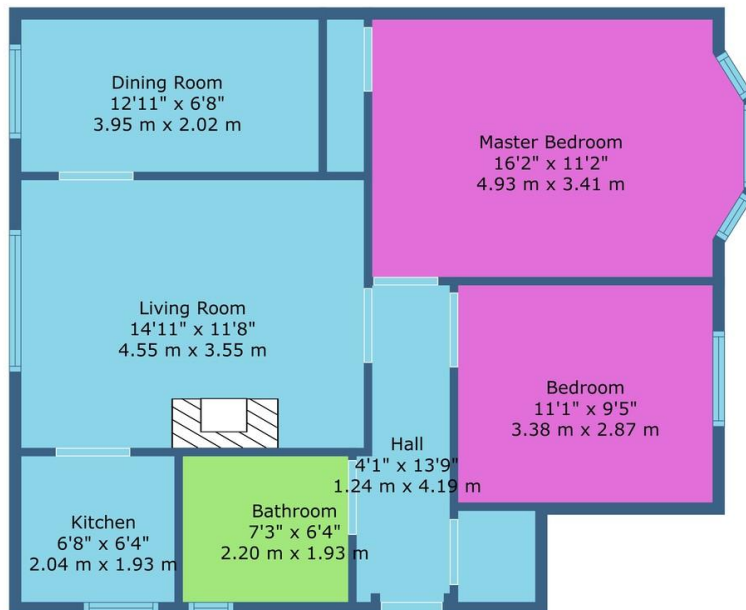 Dining Room
12'11" x 6'8"
3.95 m x 2.02 m
Master Bedroom
16'2" x 11'2"
4.93 m x 3.41 m
Living Room
14'11" x 11'8"
4.55 m x 3.55 m
Bedroom
11'1" x 9'5"
3.38 m x 2.87 m
Hall
4'1" x 13'9"
1.24 m x 4.19 m
Kitchen
6'8" x 6'4"
2.04 m x 1.93 m
Bathroom
7'3" x 6'4"
2.20 m x 1.93 m